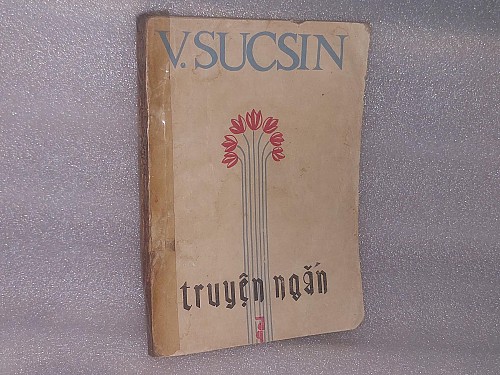 V. SUCSIN
truyện ngắn